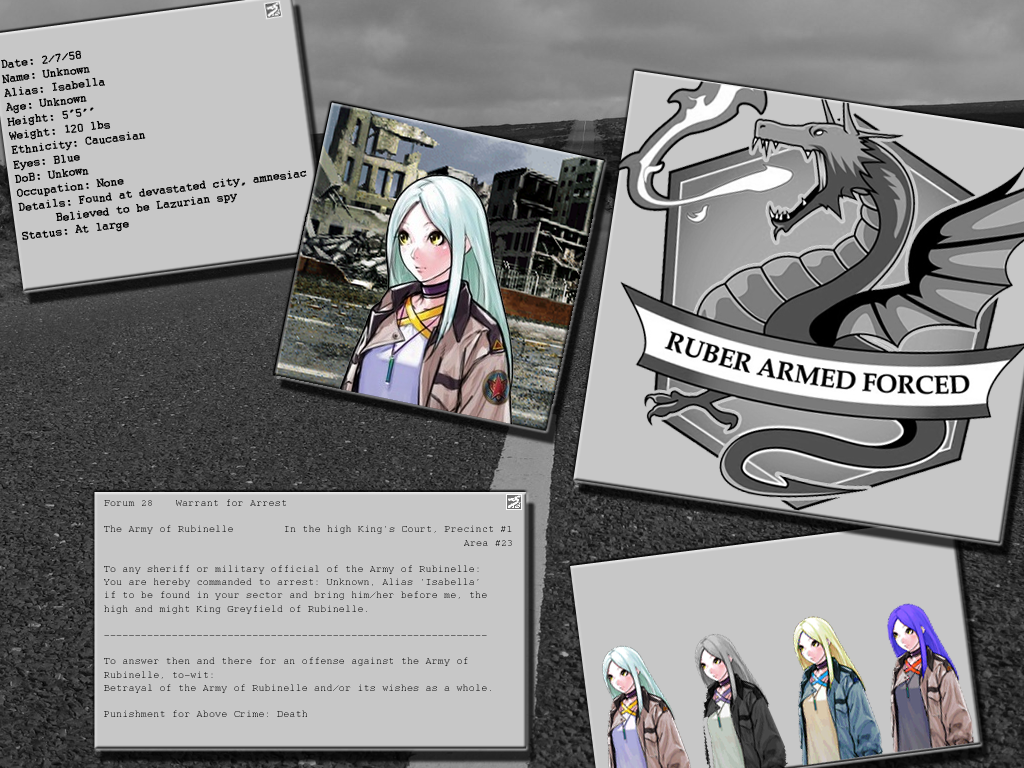 Date: 2/7/58
Name: Unknown
Alias: Isabella
Age: Unknown
Height: 5'5''
Weight: 120 lbs
Ethnicity: Caucasian
Eyes: Blue
DoB: Unkown
Occupation: None
Details: Found at devastated city, amnesiac
Believed to be Lazurian spy
Status: At large
RUBER ARMED FORCED
Forum 28 Warrant for Arrest
The Army of Rubinelle In the high King's Court, Precinct #1
Area #23
To any sheriff or military official of the Army of Rubinelle:
You are hereby commanded to arrest: Unknown, Alias 'Isabella'
if to be found in your sector and bring him/her before me, the
high and might King Greyfield of Rubinelle.
---------------------------------------------------------------
To answer then and there for an offense against the Army of
Rubinelle, to-wit:
Betrayal of the Army of Rubinelle and/or its wishes as a whole.
Punishment for Above Crime: Death